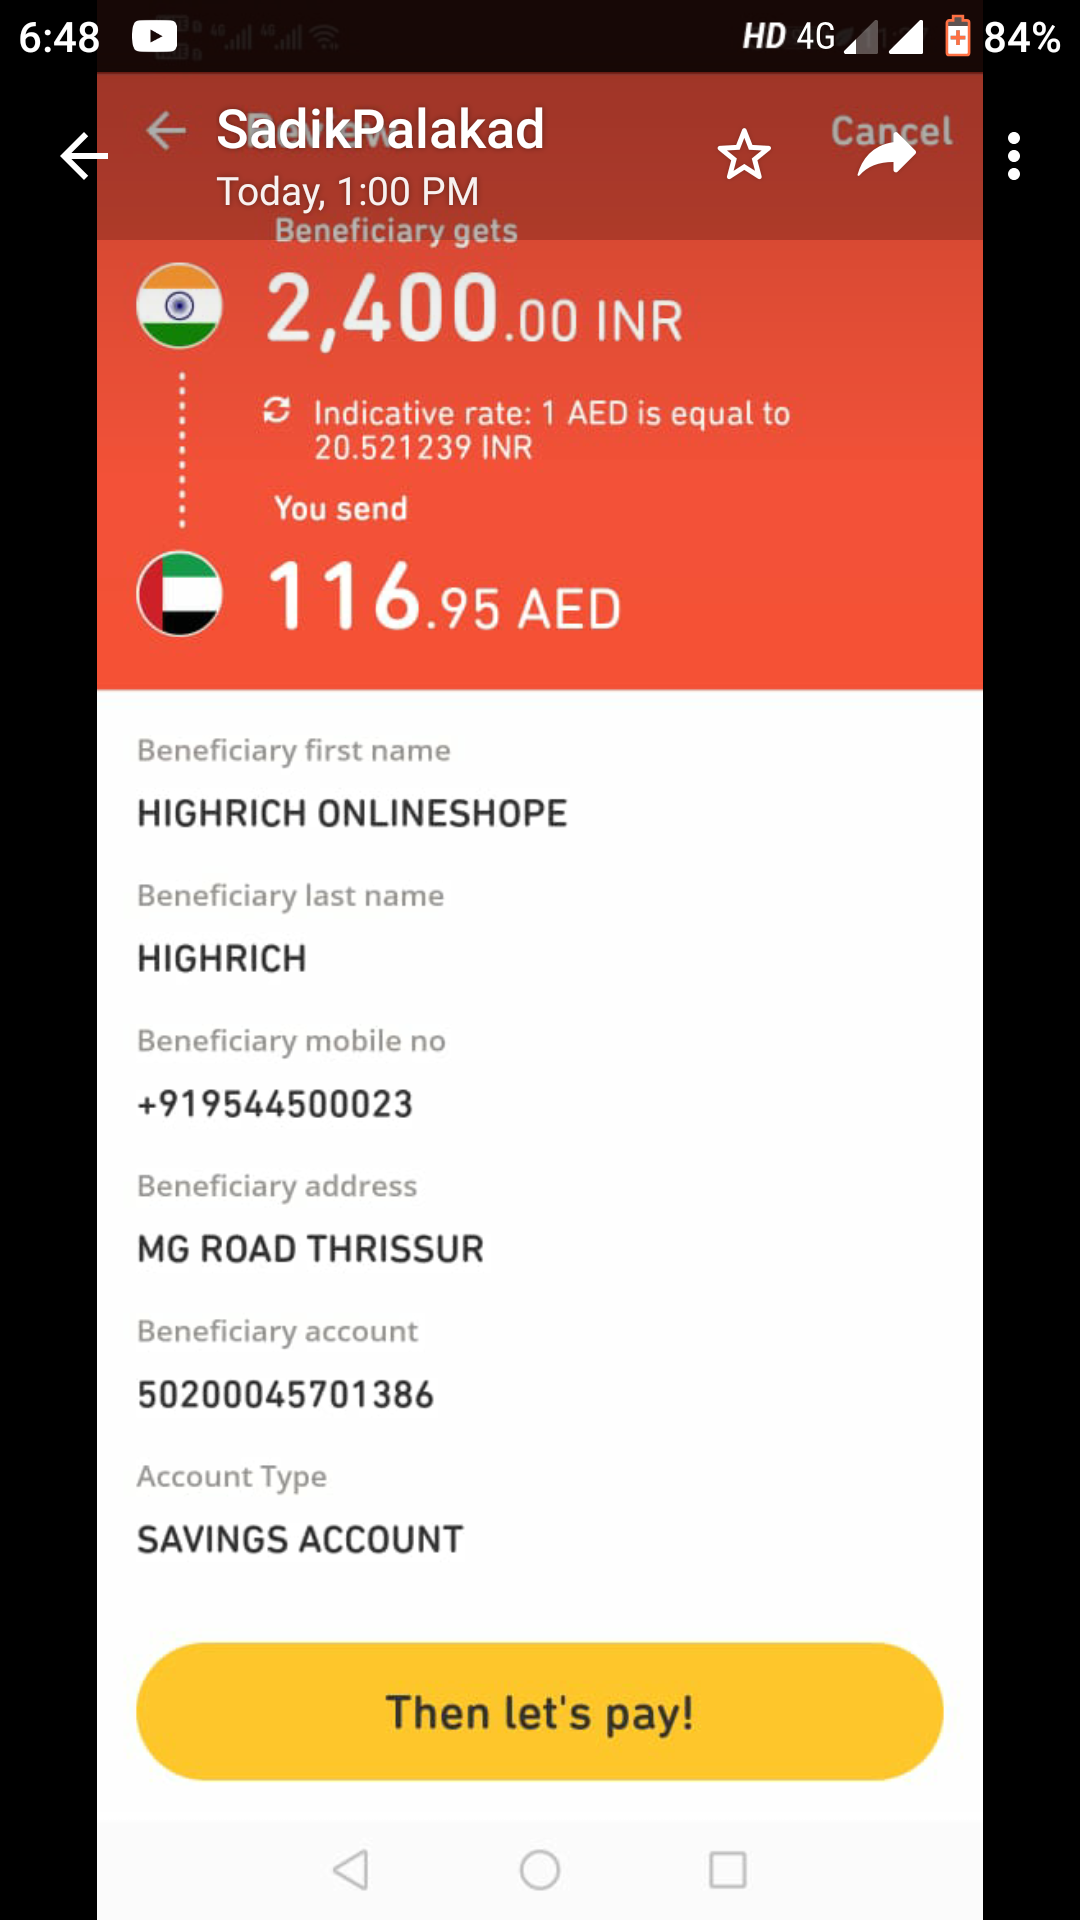 6:48 HD 4G 84%
SadikPalakad
Review
Cancel
Today, 1:00 PM
Beneficiary gets
2,400.00 INR
Indicative rate: 1 AED is equal to
20.521239 INR
You send
116.95 AED
Beneficiary first name
HIGHRICH ONLINESHOPE
Beneficiary last name
HIGHRICH
Beneficiary mobile no
+919544500023
Beneficiary address
MG ROAD THRISSUR
Beneficiary account
50200045701386
Account Type
SAVINGS ACCOUNT
Then let's pay!